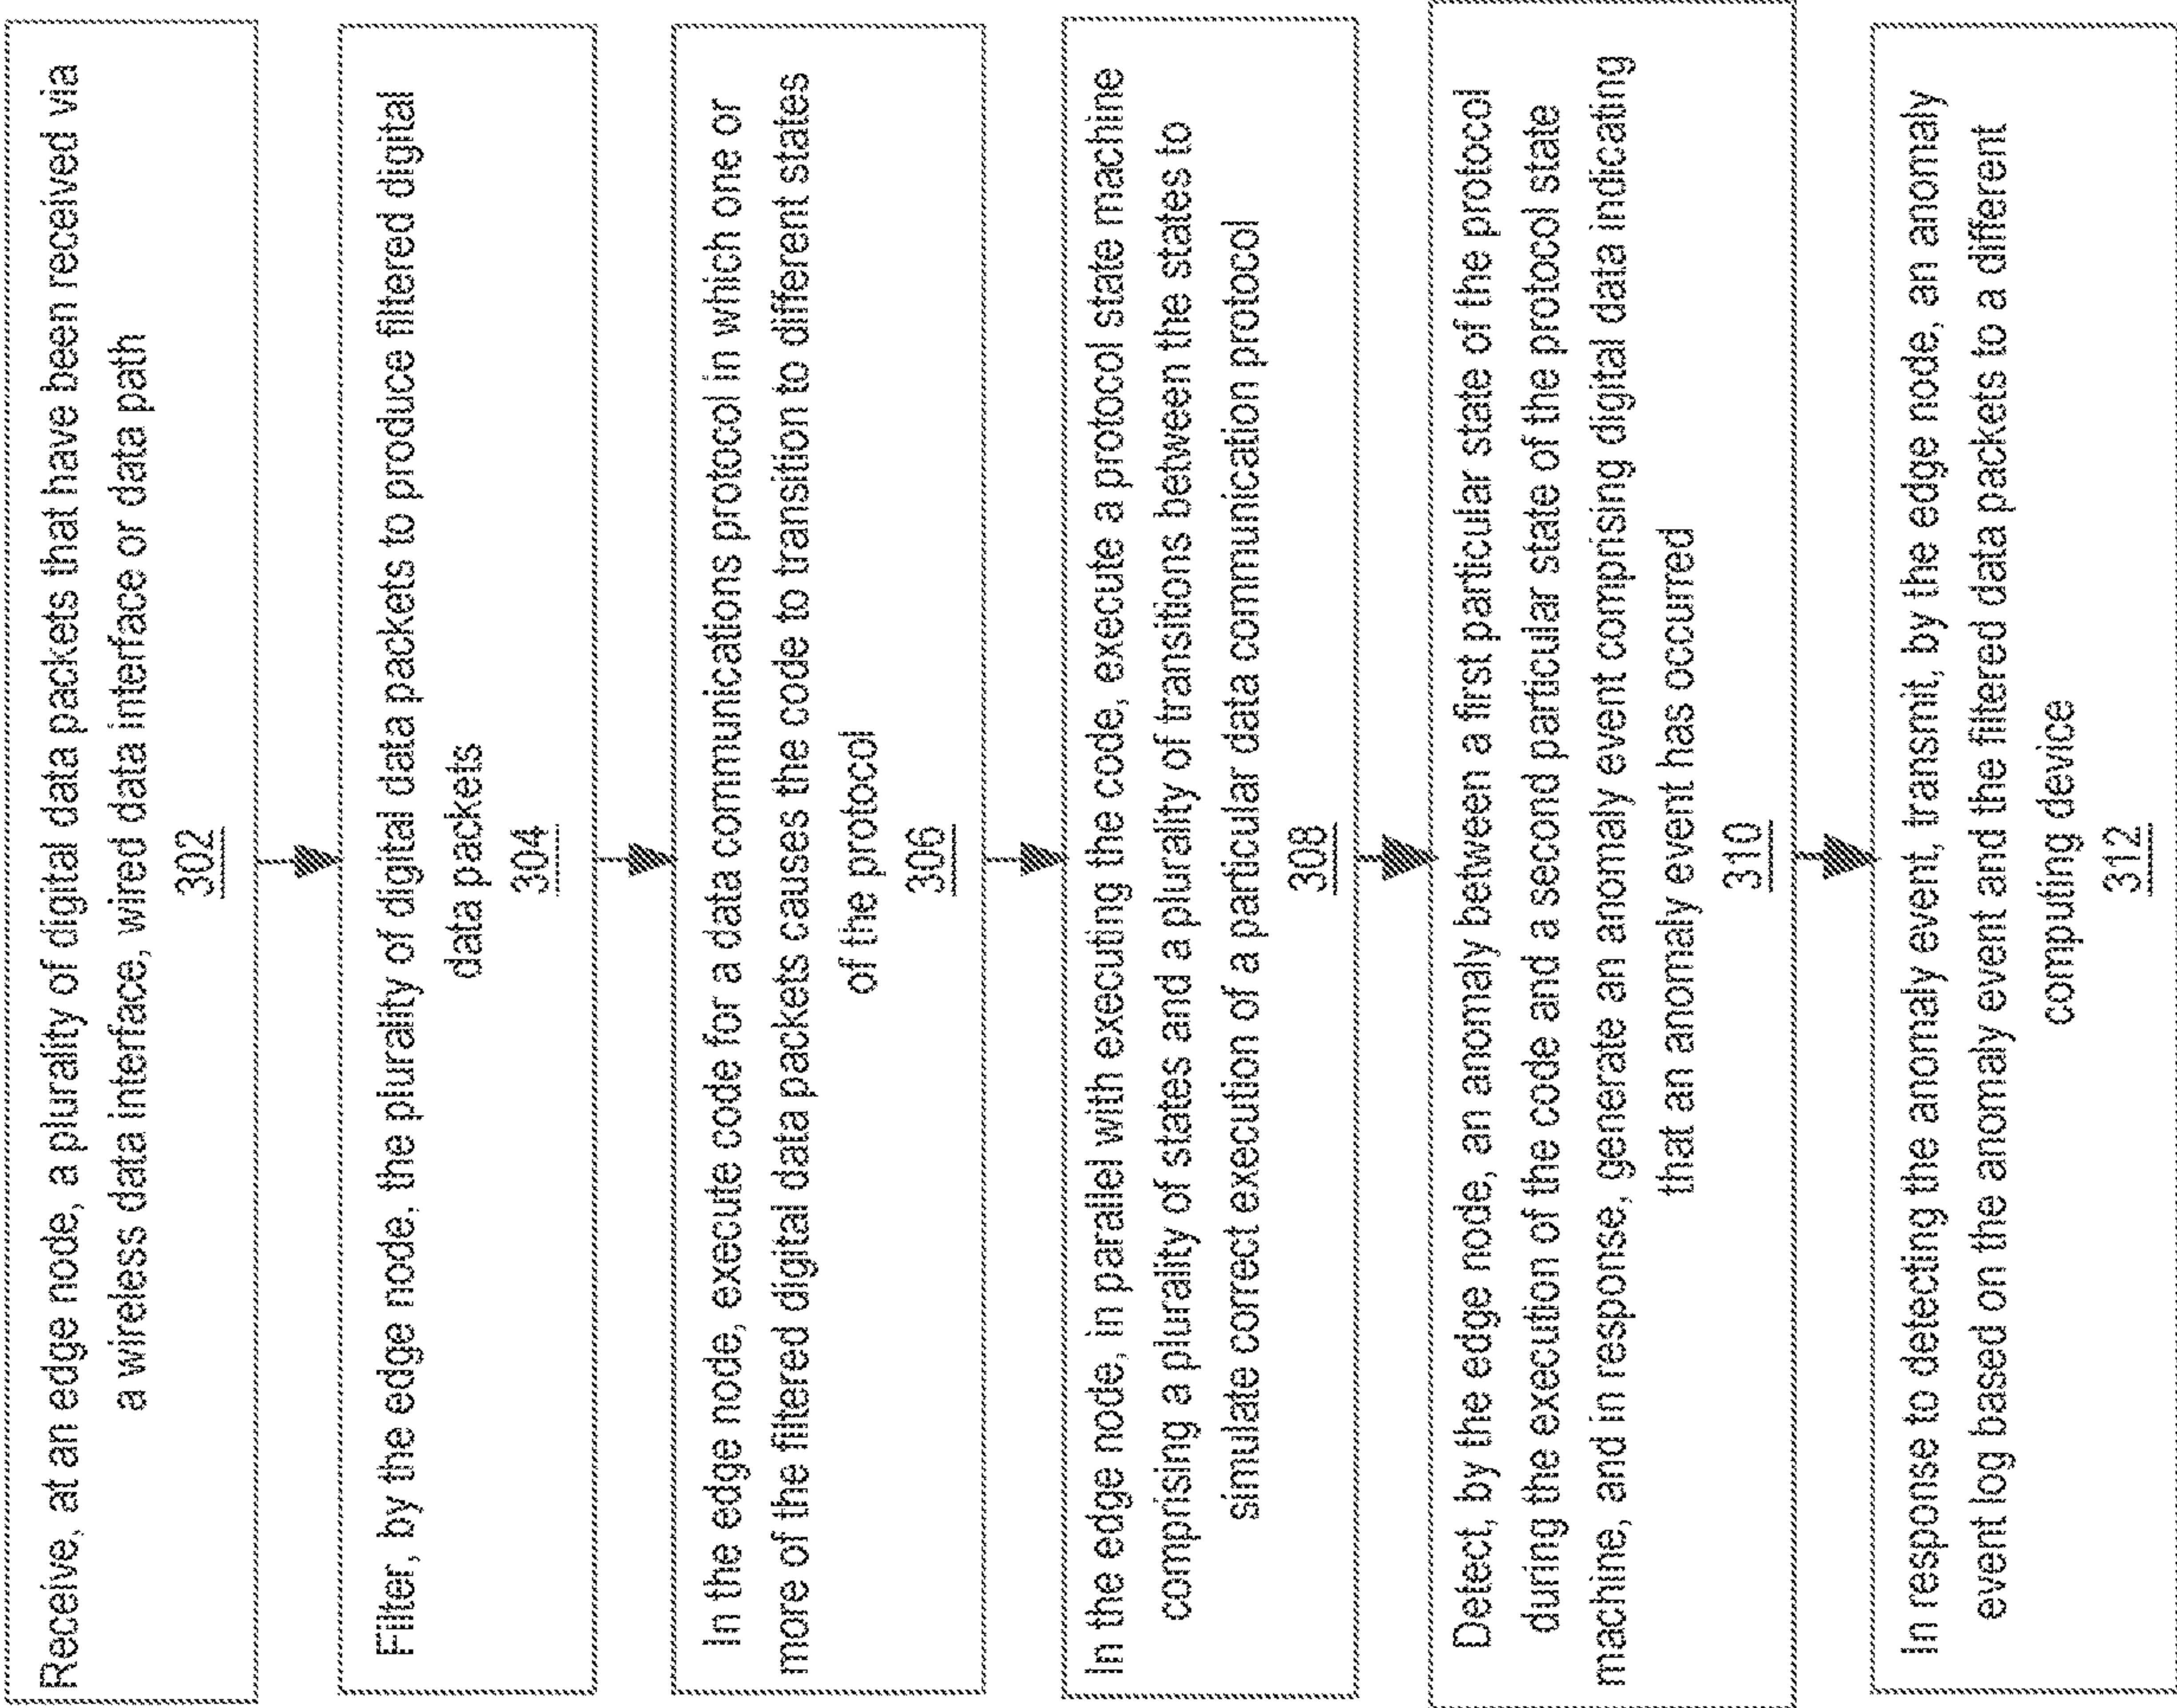 Receive, at an edge node, a plurality of digital data packets that have been received via
a wireless data interface, wired data interface or data path
302
Filter, by the edge node, the plurality of digital data packets to produce filtered digital
data packets
304
In the edge node, execute code for a data communications protocol in which one or
more of the filtered digital data packets causes the code to transition to different states
of the protocol
306
In the edge node, in parallel with executing the code, execute a protocol state machine
comprising a plurality of states and a plurality of transitions between the states to
simulate correct execution of a particular data communication protocol
308
Detect, by the edge node, an anomaly between a first particular state of the protocol
during the execution of the code and a second particular state of the protocol state
machine, and in response, generate an anomaly event comprising digital data indicating
that an anomaly event has occurred
310
In response to detecting the anomaly event, transmit, by the edge node, an anomaly
event log based on the anomaly event and the filtered data packets to a different
computing device
312